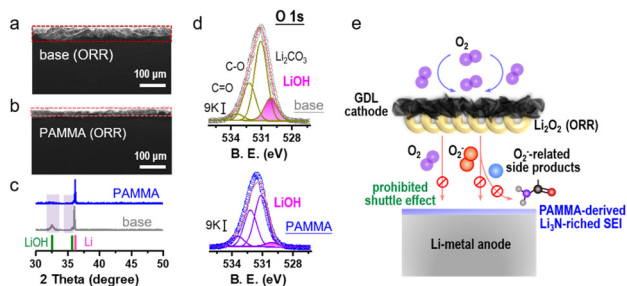 a
base (ORR)
100 µm
b
PAMMA (ORR)
100 µm
c
PAMMA
base
LiOH
Li
30 35 40 45 50
2 Theta (degree)
d
O 1s
Li2CO3
C-O
LiOH
C=O
9K
base
534 531 528
B. E. (eV)
LiOH
9K
PAMMA
534 531 528
B. E. (eV)
e
O2
GDL
cathode
Li2O2 (ORR)
O2
O2-
O2--related
side products
prohibited
shuttle effect
PAMMA-derived
Li3N-riched SEI
Li-metal anode